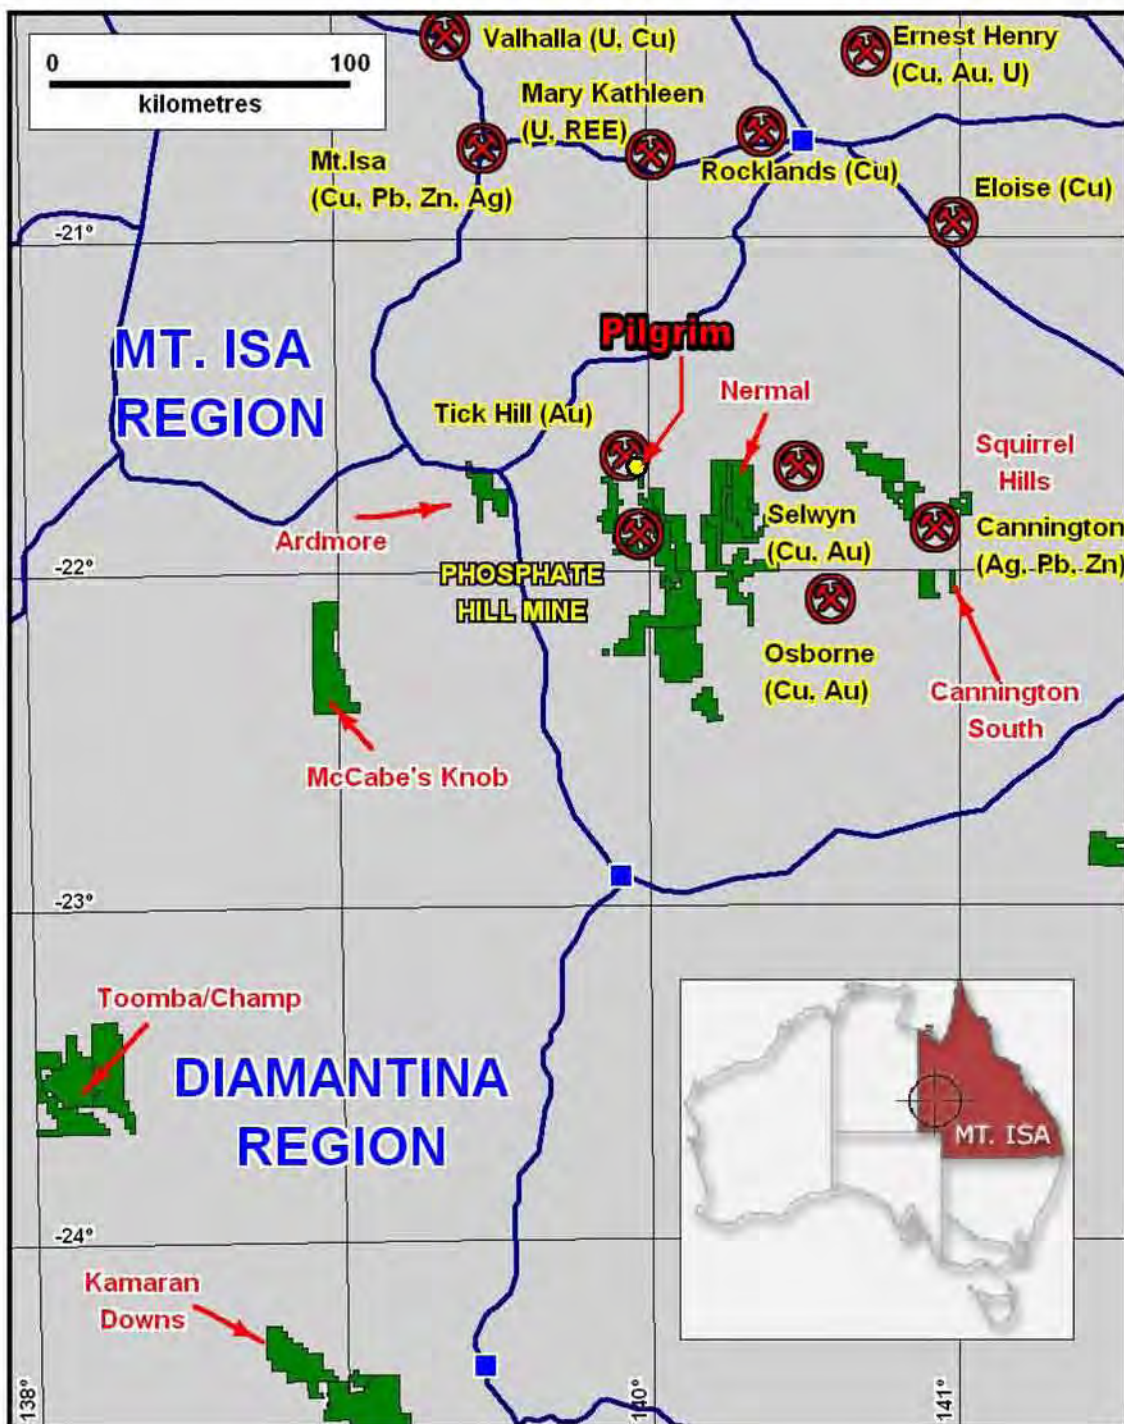 0 100
kilometres
Valhalla (U, Cu)
Ernest Henry
(Cu, Au, U)
Mary Kathleen
(U, REE)
Mt.Isa
(Cu, Pb, Zn, Ag)
Rocklands (Cu)
Eloise (Cu)
-21°
MT. ISA
REGION
Pilgrim
Nermal
Tick Hill (Au)
Squirrel
Hills
Ardmore
Selwyn
(Cu, Au)
Cannington
(Ag, Pb, Zn)
-22°
PHOSPHATE
HILL MINE
Osborne
(Cu, Au)
Cannington
South
McCabe's Knob
-23°
Toomba/Champ
DIAMANTINA
REGION
MT. ISA
-24°
Kamaran
Downs
138°
140°
141°